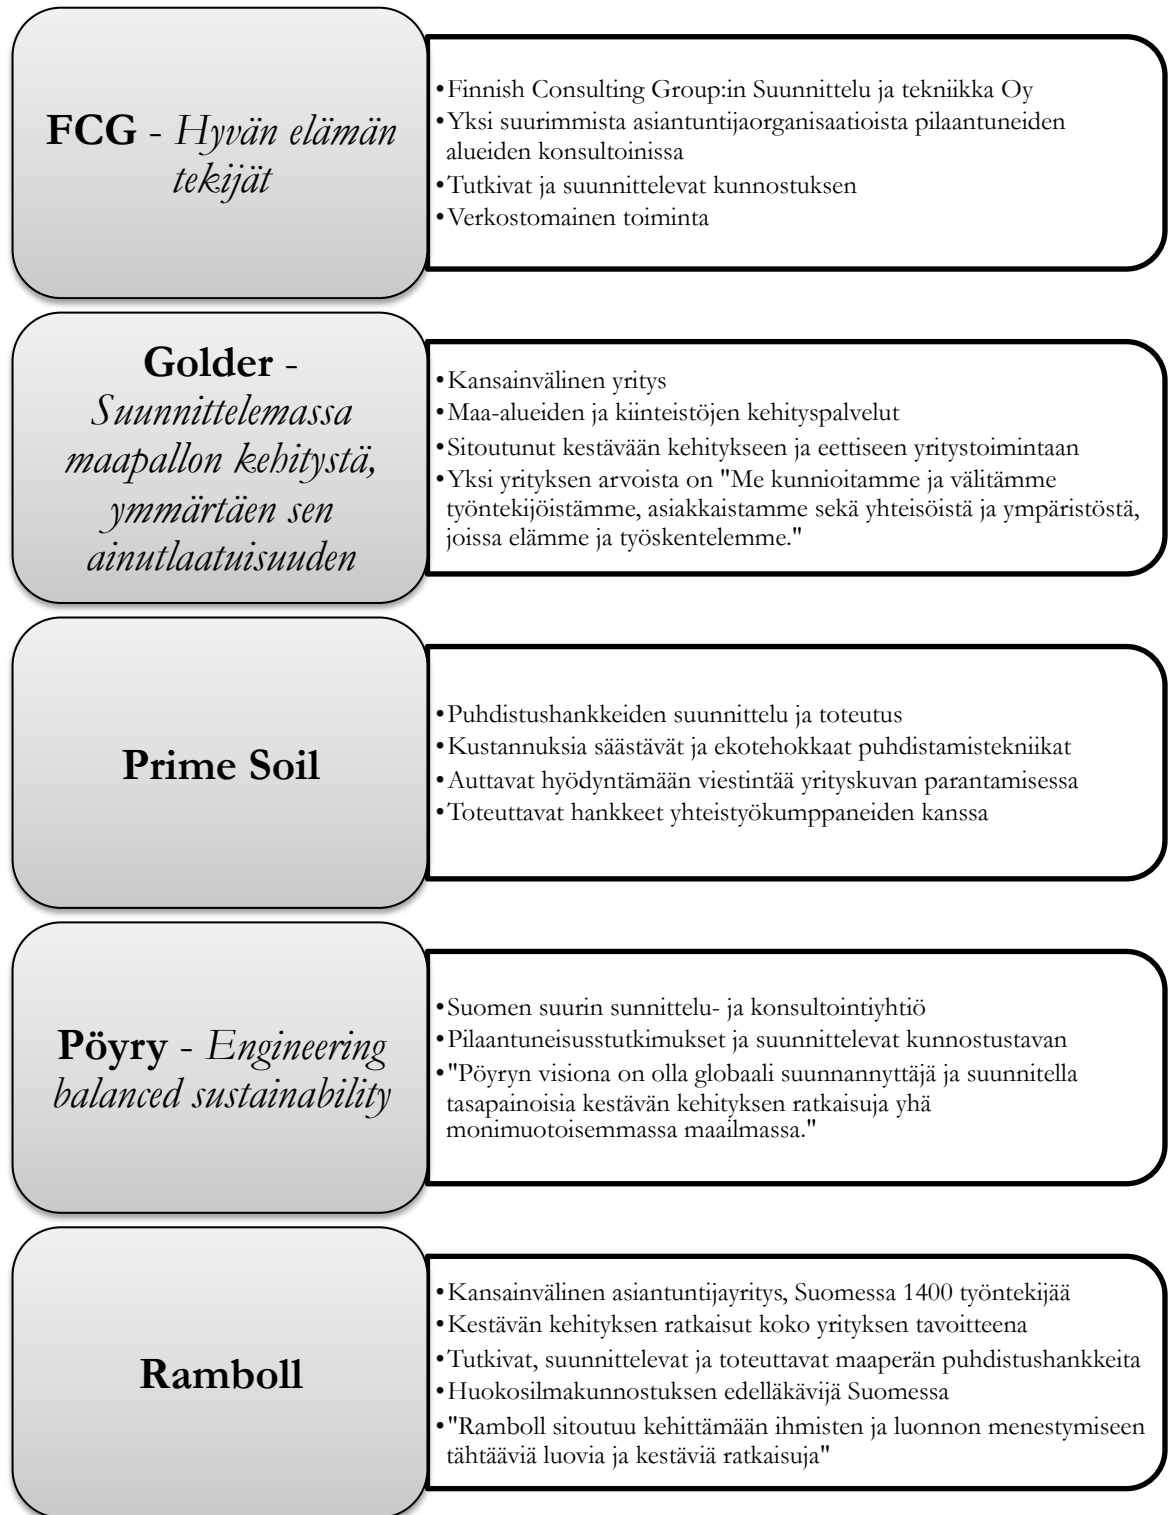 FCG - Hyvän elämän
tekijät
•Finnish Consulting Group:in Suunnittelu ja tekniikka Oy
•Yksi suurimmista asiantuntijaorganisaatioista pilaantuneiden
alueiden konsultoinissa
•Tutkivat ja suunnittelevat kunnostuksen
•Verkostomainen toiminta
Golder -
Suunnittelemassa
maapallon kehitystä,
ymmärtäen sen
ainutlaatuisuuden
•Kansainvälinen yritys
•Maa-alueiden ja kiinteistöjen kehityspalvelut
•Sitoutunut kestävään kehitykseen ja eettiseen yritystoimintaan
•Yksi yrityksen arvoista on "Me kunnioitamme ja välitämme
työntekijöistämme, asiakkaistamme sekä yhteisöistä ja ympäristöstä,
joissa elämme ja työskentelemme."
Prime Soil
•Puhdistushankkeiden suunnittelu ja toteutus
•Kustannuksia säästävät ja ekotehokkaat puhdistamistekniikat
•Auttavat hyödyntämään viestintää yrityskuvan parantamisessa
•Toteuttavat hankkeet yhteistyökumppaneiden kanssa
Pöyry - Engineering
balanced sustainability
•Suomen suurin sunnittelu- ja konsultointiyhtiö
•Pilaantuneisusstutkimukset ja suunnittelevat kunnostustavan
•"Pöyryn visiona on olla globaali suunnannyttäjä ja suunnitella
tasapainoisia kestävän kehityksen ratkaisuja yhä
monimuotoisemmassa maailmassa."
Ramboll
•Kansainvälinen asiantuntijayritys, Suomessa 1400 työntekijää
•Kestävän kehityksen ratkaisut koko yrityksen tavoitteena
•Tutkivat, suunnittelevat ja toteuttavat maaperän puhdistushankkeita
•Huokosilmakunnostuksen edelläkävijä Suomessa
•"Ramboll sitoutuu kehittämään ihmisten ja luonnon menestymiseen
tähtääviä luovia ja kestäviä ratkaisuja"